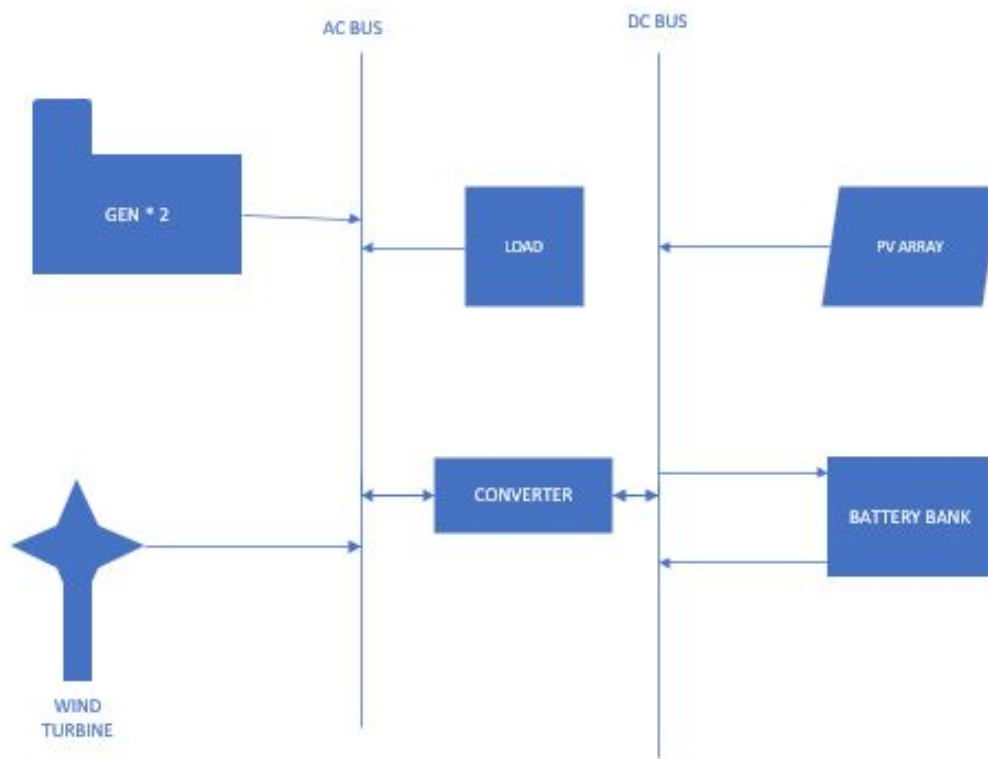 AC BUS
DC BUS
GEN * 2
LOAD
PV ARRAY
CONVERTER
BATTERY BANK
WIND
TURBINE